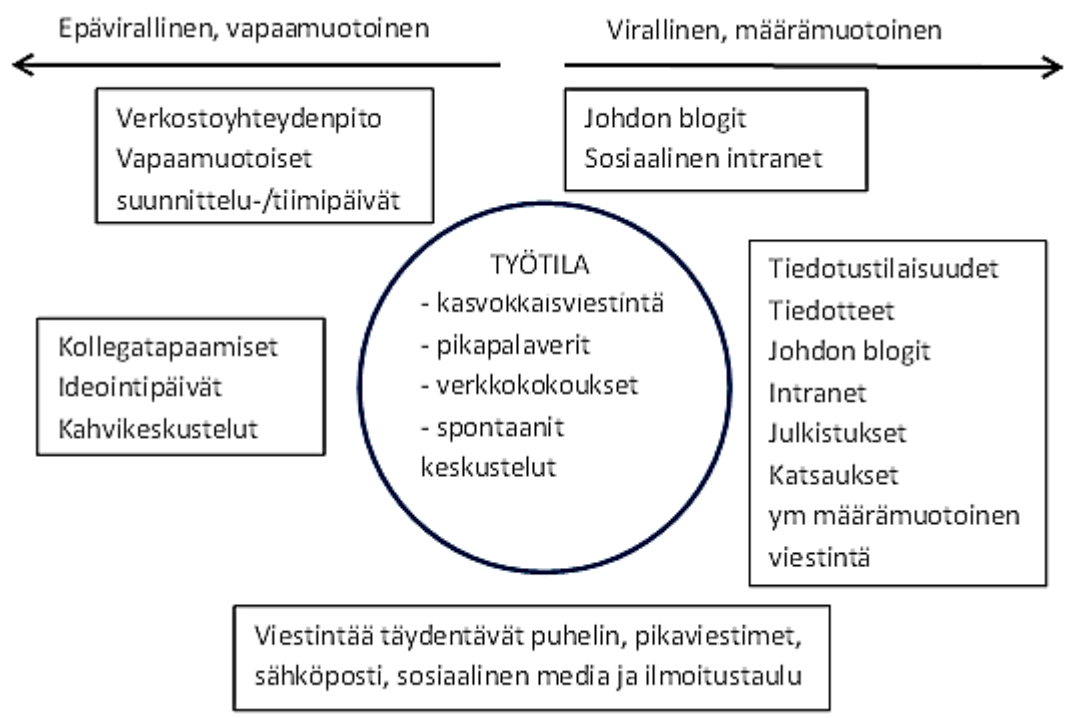 Epävirallinen, vapaamuotoinen
Virallinen, määrämuotoinen
Verkostoyhteydenpito
Vapaamuotoiset
suunnittelu-/tiimipäivät
Johdon blogit
Sosiaalinen intranet
Kollegatapaamiset
Ideointipäivät
Kahvikeskustelut
TYÖTILA
- kasvokkaisviestintä
- pikapalaverit
- verkkokokoukset
- spontaanit
keskustelut
Tiedotustilaisuudet
Tiedotteet
Johdon blogit
Intranet
Julkistukset
Katsaukset
ym määrämuotoinen
viestintä
Viestintää täydentävät puhelin, pikaviestimet,
sähköposti, sosiaalinen media ja ilmoitustaulu